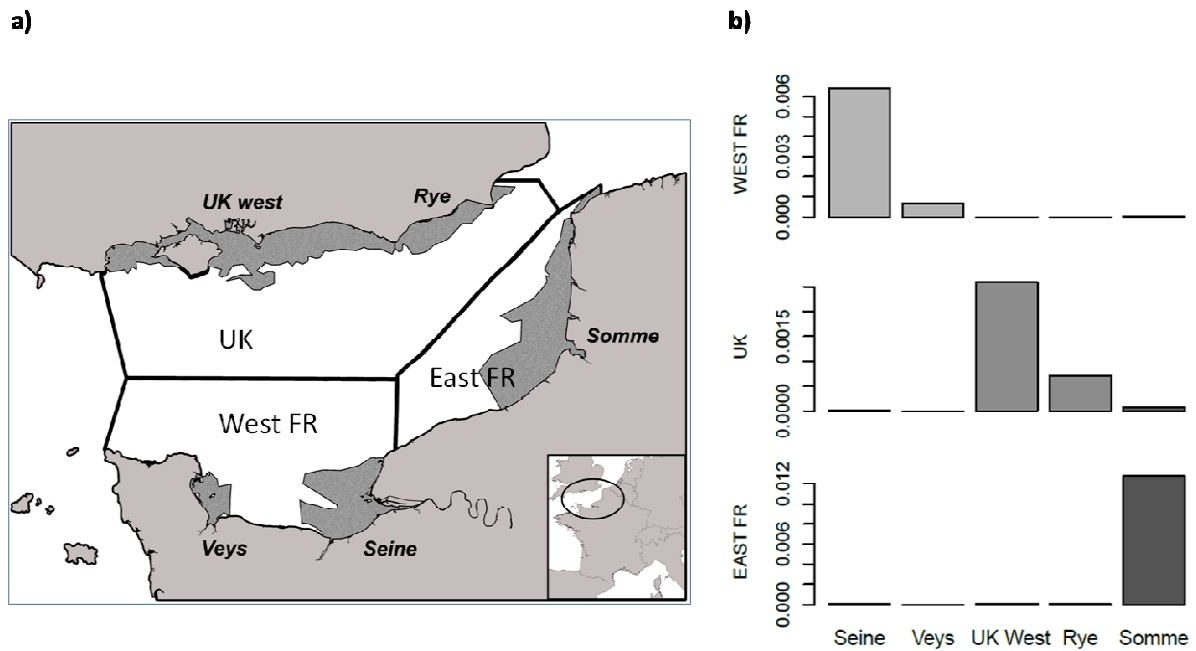 a)
UK west
Rye
Somme
UK
East FR
West FR
Veys
Seine
b)
WEST FR
0.000
0.003
0.006
UK
0.0000
0.0015
EAST FR
0.000
0.006
0.012
Seine
Veys
UK West
Rye
Somme